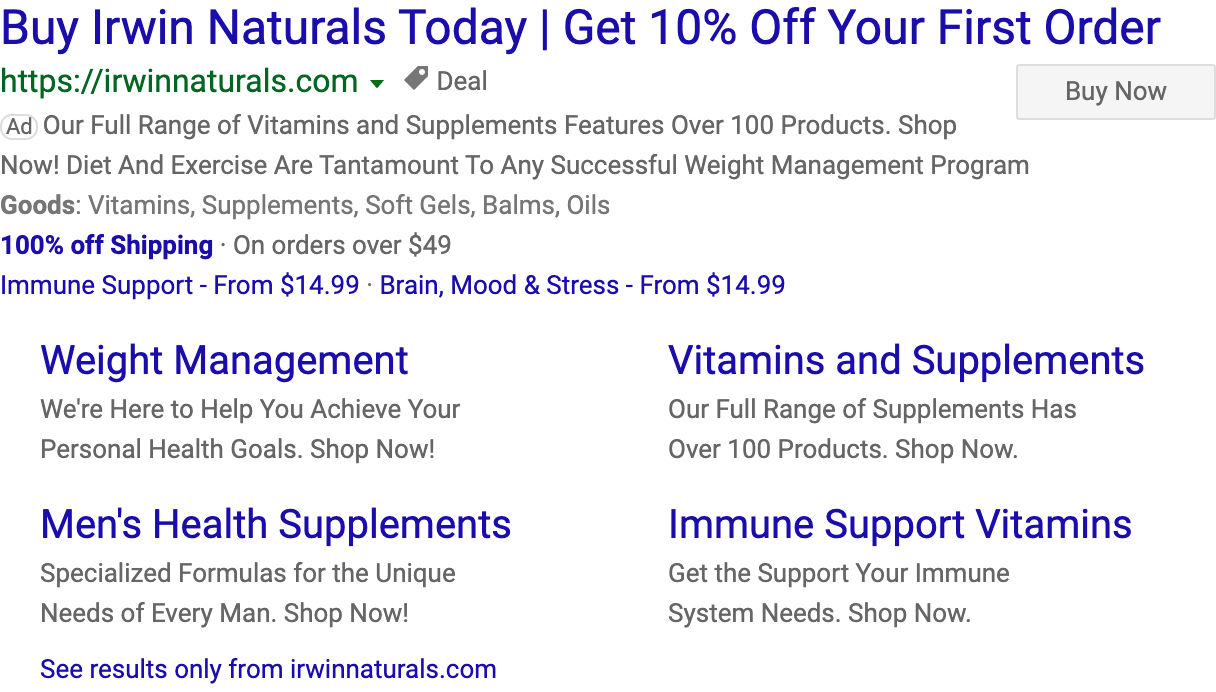 Buy Irwin Naturals Today | Get 10% Off Your First Order
https://irwinnaturals.com Deal
Buy Now
Ad Our Full Range of Vitamins and Supplements Features Over 100 Products. Shop
Now! Diet And Exercise Are Tantamount To Any Successful Weight Management Program
Goods: Vitamins, Supplements, Soft Gels, Balms, Oils
100% off Shipping · On orders over $49
Immune Support - From $14.99 · Brain, Mood & Stress - From $14.99
Weight Management
We're Here to Help You Achieve Your
Personal Health Goals. Shop Now!
Vitamins and Supplements
Our Full Range of Supplements Has
Over 100 Products. Shop Now.
Men's Health Supplements
Specialized Formulas for the Unique
Needs of Every Man. Shop Now!
Immune Support Vitamins
Get the Support Your Immune
System Needs. Shop Now.
See results only from irwinnaturals.com